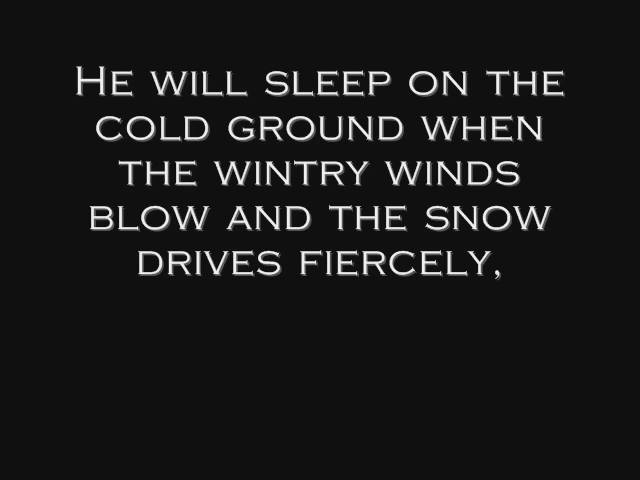 He will sleep on the
cold ground when
the wintry winds
blow and the snow
drives fiercely,